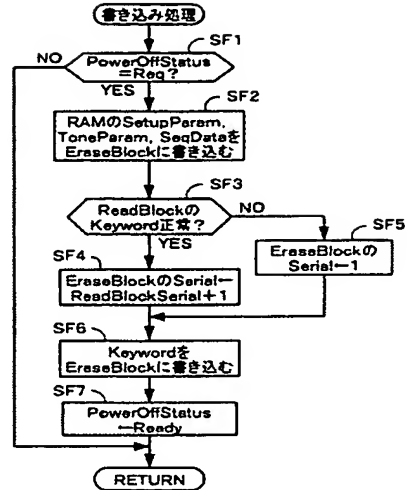 書き込み処理
SF1
NO
PowerOffStatus
=Req?
YES
SF2
RAMのSetupParam,
ToneParam, SeqDataを
EraseBlockに書き込む
SF3
ReadBlockの
Keyword正常?
NO
YES
SF5
EraseBlockの
Serial←1
SF4
EraseBlockのSerial←
ReadBlockSerial+1
SF6
Keywordを
EraseBlockに書き込む
SF7
PowerOffStatus
←Ready
RETURN